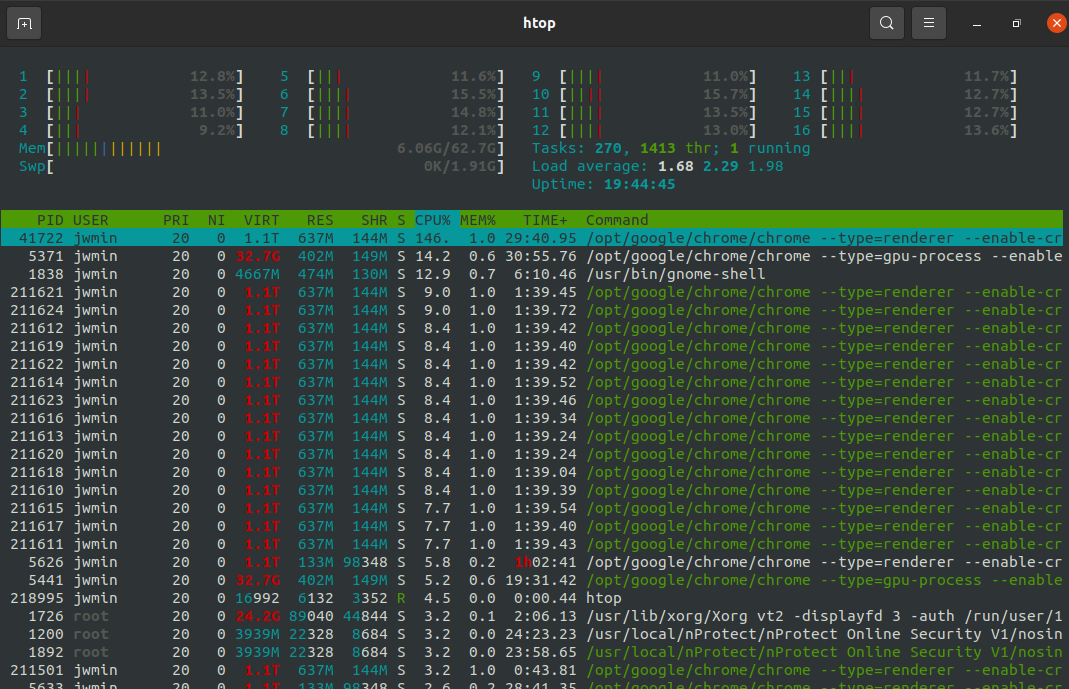 htop
1 [|||| 12.8%] 5 [||| 11.6%] 9 [|||| 11.0%] 13 [||| 11.7%]
2 [|||| 13.5%] 6 [|||| 15.5%] 10 [|||| 15.7%] 14 [|||| 12.7%]
3 [||| 11.0%] 7 [|||| 14.8%] 11 [|||| 13.5%] 15 [|||| 12.7%]
4 [||| 9.2%] 8 [|||| 12.1%] 12 [|||| 13.0%] 16 [|||| 13.6%]
Mem[|||||||||||| 6.06G/62.7G] Tasks: 270, 1413 thr; 1 running
Swp[ 0K/1.91G] Load average: 1.68 2.29 1.98
Uptime: 19:44:45
PID USER PRI NI VIRT RES SHR S CPU% MEM% TIME+ Command
41722 jwmin 20 0 1.1T 637M 144M S 146. 1.0 29:40.95 /opt/google/chrome/chrome --type=renderer --enable-cr
5371 jwmin 20 0 32.7G 402M 149M S 14.2 0.6 30:55.76 /opt/google/chrome/chrome --type=gpu-process --enable
1838 jwmin 20 0 4667M 474M 130M S 12.9 0.7 6:10.46 /usr/bin/gnome-shell
211621 jwmin 20 0 1.1T 637M 144M S 9.0 1.0 1:39.45 /opt/google/chrome/chrome --type=renderer --enable-cr
211624 jwmin 20 0 1.1T 637M 144M S 9.0 1.0 1:39.72 /opt/google/chrome/chrome --type=renderer --enable-cr
211612 jwmin 20 0 1.1T 637M 144M S 8.4 1.0 1:39.42 /opt/google/chrome/chrome --type=renderer --enable-cr
211619 jwmin 20 0 1.1T 637M 144M S 8.4 1.0 1:39.40 /opt/google/chrome/chrome --type=renderer --enable-cr
211622 jwmin 20 0 1.1T 637M 144M S 8.4 1.0 1:39.42 /opt/google/chrome/chrome --type=renderer --enable-cr
211614 jwmin 20 0 1.1T 637M 144M S 8.4 1.0 1:39.52 /opt/google/chrome/chrome --type=renderer --enable-cr
211623 jwmin 20 0 1.1T 637M 144M S 8.4 1.0 1:39.46 /opt/google/chrome/chrome --type=renderer --enable-cr
211616 jwmin 20 0 1.1T 637M 144M S 8.4 1.0 1:39.34 /opt/google/chrome/chrome --type=renderer --enable-cr
211613 jwmin 20 0 1.1T 637M 144M S 8.4 1.0 1:39.24 /opt/google/chrome/chrome --type=renderer --enable-cr
211620 jwmin 20 0 1.1T 637M 144M S 8.4 1.0 1:39.24 /opt/google/chrome/chrome --type=renderer --enable-cr
211618 jwmin 20 0 1.1T 637M 144M S 8.4 1.0 1:39.04 /opt/google/chrome/chrome --type=renderer --enable-cr
211610 jwmin 20 0 1.1T 637M 144M S 8.4 1.0 1:39.39 /opt/google/chrome/chrome --type=renderer --enable-cr
211615 jwmin 20 0 1.1T 637M 144M S 7.7 1.0 1:39.54 /opt/google/chrome/chrome --type=renderer --enable-cr
211617 jwmin 20 0 1.1T 637M 144M S 7.7 1.0 1:39.40 /opt/google/chrome/chrome --type=renderer --enable-cr
211611 jwmin 20 0 1.1T 637M 144M S 7.7 1.0 1:39.43 /opt/google/chrome/chrome --type=renderer --enable-cr
5626 jwmin 20 0 1.1T 133M 98348 S 5.8 0.2 1h02:41 /opt/google/chrome/chrome --type=renderer --enable-cr
5441 jwmin 20 0 32.7G 402M 149M S 5.2 0.6 19:31.42 /opt/google/chrome/chrome --type=gpu-process --enable
218995 jwmin 20 0 16992 6132 3352 R 4.5 0.0 0:00.44 htop
1726 root 20 0 24.2G 89040 44844 S 3.2 0.1 2:06.13 /usr/lib/xorg/Xorg vt2 -displayfd 3 -auth /run/user/1
1200 root 20 0 3939M 22328 8684 S 3.2 0.0 24:23.23 /usr/local/nProtect/nProtect Online Security V1/nosin
1892 root 20 0 3939M 22328 8684 S 3.2 0.0 23:58.65 /usr/local/nProtect/nProtect Online Security V1/nosin
211501 jwmin 20 0 1.1T 637M 144M S 3.2 1.0 0:43.81 /opt/google/chrome/chrome --type=renderer --enable-cr
5633 jwmin 20 0 1.1T 133M 98348 S 2.6 0.2 28:41.35 /opt/google/chrome/chrome --type=renderer --enable-cr